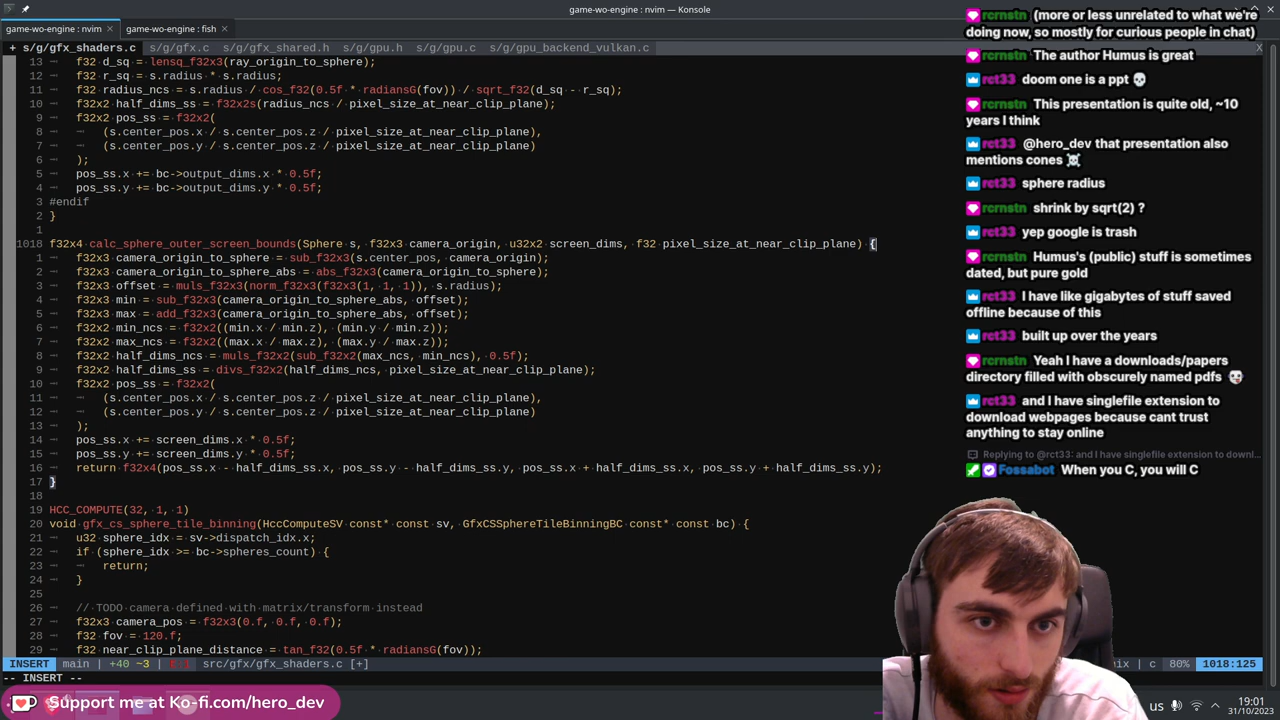 game-wo-engine : nvim — Konsole
game-wo-engine : nvim
game-wo-engine : fish
+ s/g/gfx_shaders.c s/g/gfx.c s/g/gfx_shared.h s/g/gpu.h s/g/gpu.c s/g/gpu_backend_vulkan.c X
13 f32 d_sq = lensq_f32x3(ray_ori here);
12 f32 r_sq = s.radius * s.radius;
11 f32 radius_ncs = s.radius / co f32(0.5f * radiansG(fov)) / sqrt_f32(d_sq - r_sq);
10 f32x2 half_dims_ss = f32x2s(radius_ncs / pixel_size_at_near_clip_plane);
9 f32x2 pos_ss = f32x2(
8 (s.center_pos.x / s.center_pos.z / pixel_size_at_near_clip_plane),
7 (s.center_pos.y / s.center_pos.z / pixel_size_at_near_clip_plane)
6 );
5 pos_ss.x += bc->output_dims.x * 0.5f;
4 pos_ss.y += bc->output_dims.y * 0.5f;
3 #endif
2 }
1
1018 f32x4 calc_sphere_outer_screen_bounds(Sphere s, f32x3 camera_origin, u32x2 screen_dims, f32 pixel_size_at_near_clip_plane) {
1 f32x3 camera_origin_to_sphere = sub_f32x3(s.center_pos, camera_origin);
2 f32x3 camera_origin_to_sphere_abs = abs_f32x3(camera_origin_to_sphere);
3 f32x3 offset = muls_f32x3(norm_f32x3(f32x3(1, 1, 1)), s.radius);
4 f32x3 min = sub_f32x3(camera_origin_to_sphere_abs, offset);
5 f32x3 max = add_f32x3(camera_origin_to_sphere_abs, offset);
6 f32x2 min_ncs = f32x2((min.x / min.z), (min.y / min.z));
7 f32x2 max_ncs = f32x2((max.x / max.z), (max.y / max.z));
8 f32x2 half_dims_ncs = muls_f32x2(sub_f32x2(max_ncs, min_ncs), 0.5f);
9 f32x2 half_dims_ss = divs_f32x2(half_dims_ncs, pixel_size_at_near_clip_plane);
10 f32x2 pos_ss = f32x2(
11 (s.center_pos.x / s.center_pos.z / pixel_size_at_near_clip_plane),
12 (s.center_pos.y / s.center_pos.z / pixel_size_at_near_clip_plane)
13 );
14 pos_ss.x += screen_dims.x * 0.5f;
15 pos_ss.y += screen_dims.y * 0.5f;
16 return f32x4(pos_ss.x - half_dims_ss.x, pos_ss.y - half_dims_ss.y, pos_ss.x + half_dims_ss.x, pos_ss.y + half_dims_ss.y);
17 }
18
19 HCC_COMPUTE(32, 1, 1)
20 void gfx_cs_sphere_tile_binning(HccComputeSV const* const sv, GfxCSSphereTileBinningBC const* const bc) {
21 u32 sphere_idx = sv->dispatch_idx.x;
22 if (sphere_idx >= bc->spheres_count) {
23 return;
24 }
25
26 // TODO camera defined with matrix/transform instead
27 f32x3 camera_pos = f32x3(0.f, 0.f, 0.f);
28 f32 fov = 120.f;
29 f32 near_clip_plane_distance = tan_f32(0.5f * radiansG(fov));
INSERT main | +40 ~3 | E:1 src/gfx/gfx_shaders.c [+] nix | c 80% 1018:125
-- INSERT --
Support me at Ko-fi.com/hero_dev
us 19:01
31/10/2023
rcrnstn (more or less unrelated to what we're
doing now, so mostly for curious people in chat)
rcrnstn The author Humus is great
rct33 doom one is a ppt
rcrnstn This presentation is quite old, ~10
years I think
rct33 @hero_dev that presentation also
mentions cones
rct33 sphere radius
rcrnstn shrink by sqrt(2) ?
rct33 yep google is trash
rcrnstn Humus's (public) stuff is sometimes
dated, but pure gold
rct33 I have like gigabytes of stuff saved
offline because of this
rct33 built up over the years
rcrnstn Yeah I have a downloads/papers
directory filled with obscurely named pdfs
rct33 and I have singlefile extension to
download webpages because cant trust
anything to stay online
Replying to @rct33: and I have singlefile extension to downl...
Fossabot When you C, you will C